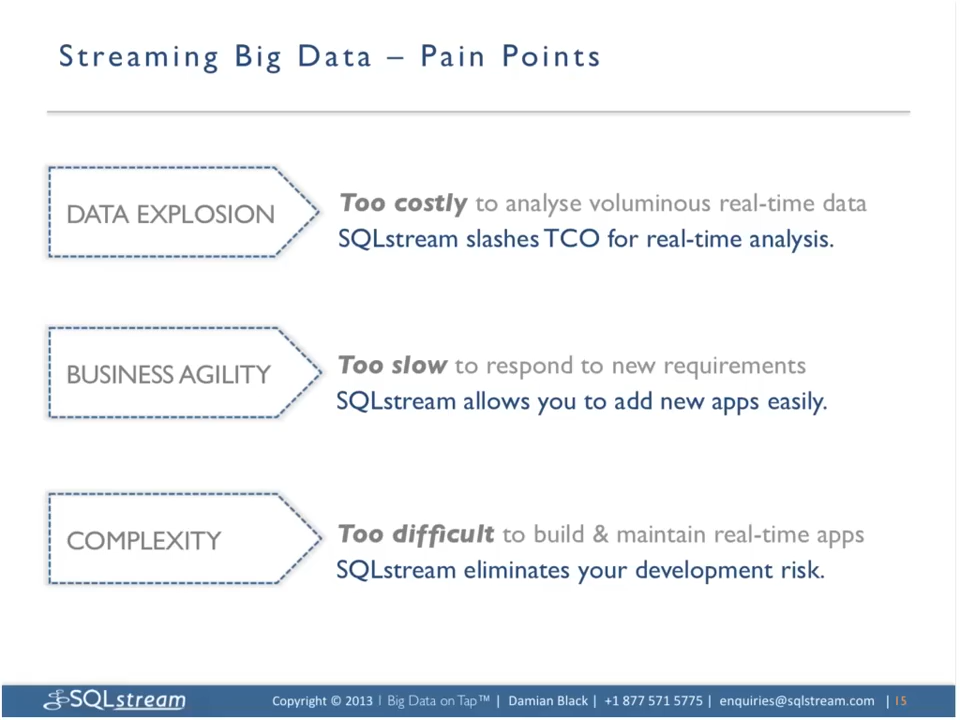 Streaming Big Data – Pain Points
DATA EXPLOSION
Too costly to analyse voluminous real-time data
SQLstream slashes TCO for real-time analysis.
BUSINESS AGILITY
Too slow to respond to new requirements
SQLstream allows you to add new apps easily.
COMPLEXITY
Too difficult to build & maintain real-time apps
SQLstream eliminates your development risk.
SQLstream Copyright © 2013 | Big Data on Tap™ | Damian Black | +1 877 571 5775 | enquiries@sqlstream.com | 15